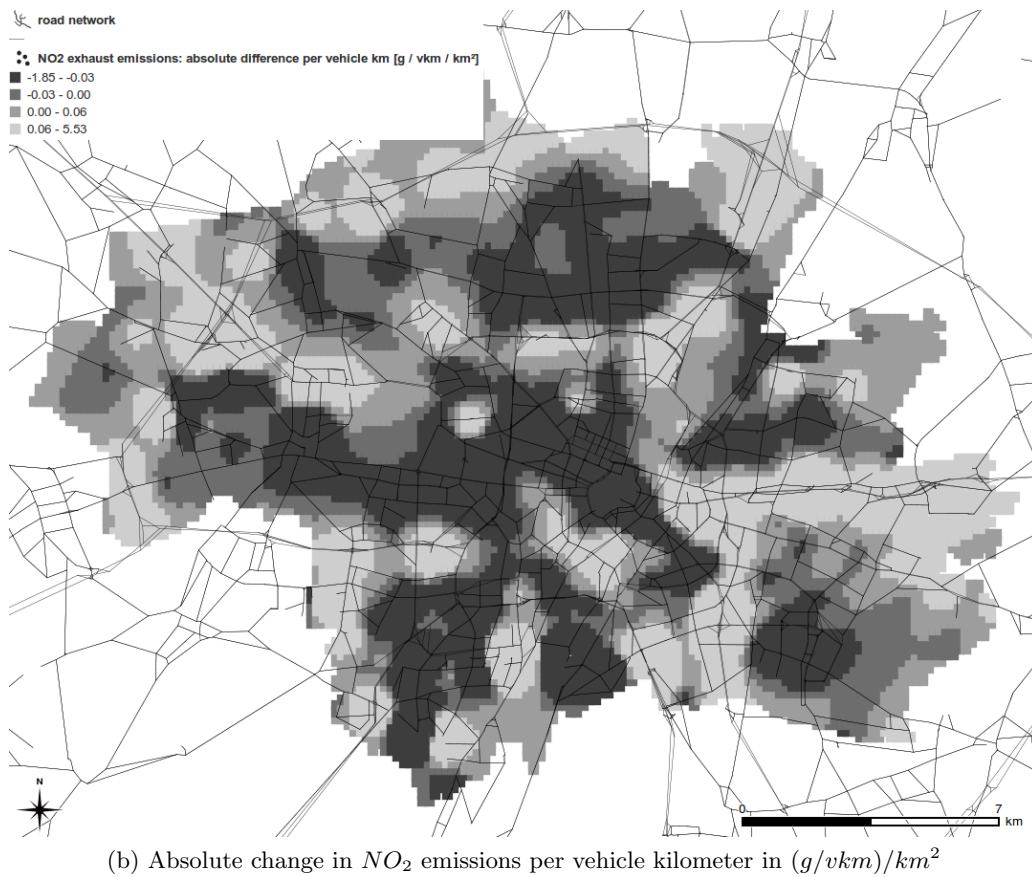 road network
NO2 exhaust emissions: absolute difference per vehicle km [g / vkm / km²]
-1.85 - -0.03
-0.03 - 0.00
0.00 - 0.06
0.06 - 5.53
N
0 7
km
(b) Absolute change in NO₂ emissions per vehicle kilometer in (g/vkm)/km²